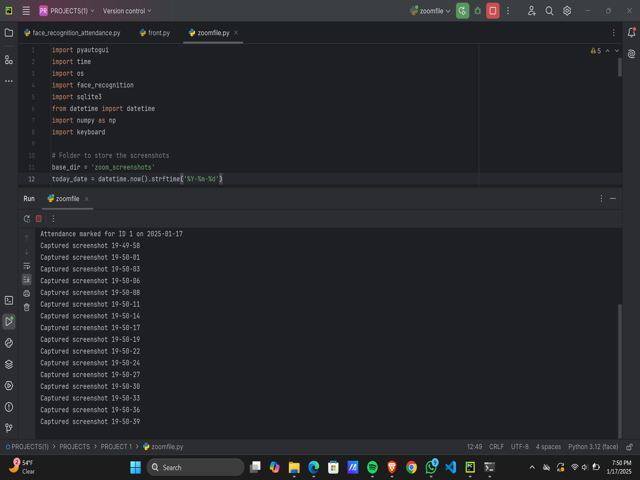 PR PROJECTS(1) Version control zoomfile
face_recognition_attendance.py front.py zoomfile.py
1 import pyautogui
2 import time
3 import os
4 import face_recognition
5 import sqlite3
6 from datetime import datetime
7 import numpy as np
8 import keyboard
9
10 # Folder to store the screenshots
11 base_dir = 'zoom_screenshots'
12 today_date = datetime.now().strftime('%Y-%m-%d')
5
Run zoomfile
Attendance marked for ID 1 on 2025-01-17
Captured screenshot 19-49-58
Captured screenshot 19-50-01
Captured screenshot 19-50-03
Captured screenshot 19-50-06
Captured screenshot 19-50-08
Captured screenshot 19-50-11
Captured screenshot 19-50-14
Captured screenshot 19-50-17
Captured screenshot 19-50-19
Captured screenshot 19-50-22
Captured screenshot 19-50-24
Captured screenshot 19-50-27
Captured screenshot 19-50-30
Captured screenshot 19-50-33
Captured screenshot 19-50-36
Captured screenshot 19-50-39
PROJECTS(1) > PROJECTS > PROJECT 1 > zoomfile.py 12:49 CRLF UTF-8 4 spaces Python 3.12 (face)
54°F
Clear
Search
7:50 PM
1/17/2025